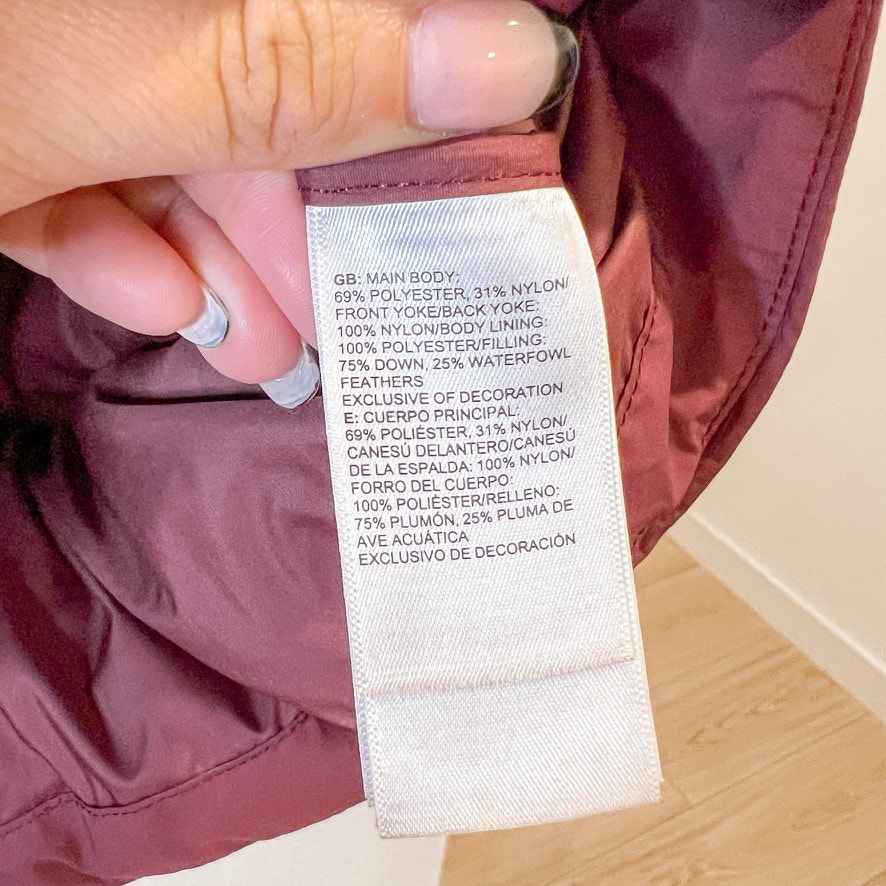 GB: MAIN BODY:
69% POLYESTER, 31% NYLON/
FRONT YOKE/BACK YOKE:
100% NYLON/BODY LINING:
100% POLYESTER/FILLING:
75% DOWN, 25% WATERFOWL
FEATHERS
EXCLUSIVE OF DECORATION
E: CUERPO PRINCIPAL:
69% POLIÉSTER, 31% NYLON/
CANESÚ DELANTERO/CANESÚ
DE LA ESPALDA: 100% NYLON/
FORRO DEL CUERPO:
100% POLIÉSTER/RELLENO:
75% PLUMÓN, 25% PLUMA DE
AVE ACUÁTICA
EXCLUSIVO DE DECORACIÓN